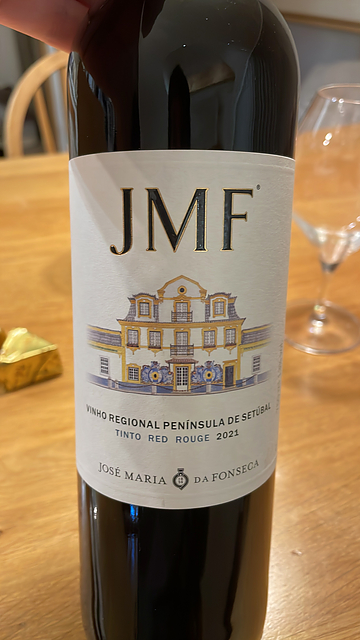 JMF®
VINHO REGIONAL PENÍNSULA DE SETÚBAL
TINTO RED ROUGE 2021
JOSÉ MARIA DA FONSECA